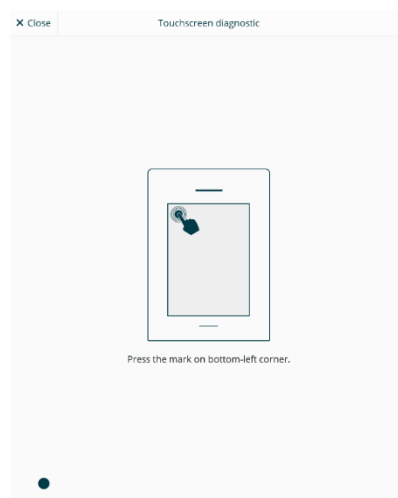 Close
Touchscreen diagnostic
Press the mark on bottom-left corner.